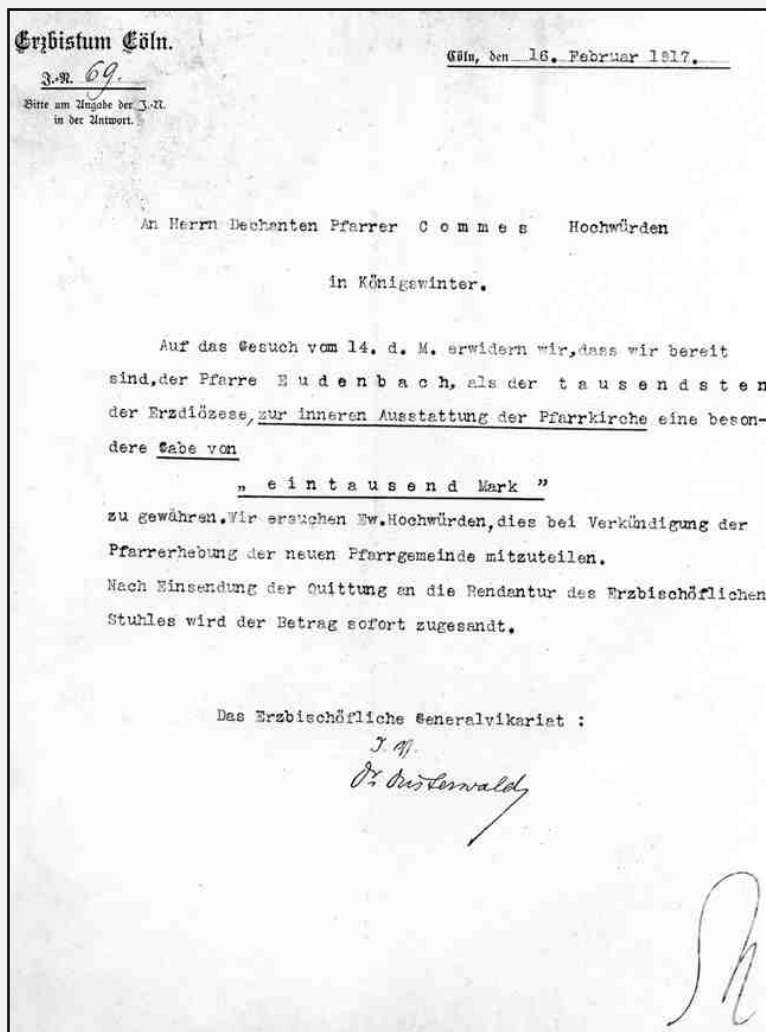 Erzbistum Cöln.
J.-N. 69.
Bitte um Angabe der J.-N.
in der Antwort.
Cöln, den 16. Februar 1917.
An Herrn Dechanten Pfarrer C o m m e s Hochwürden
in Königswinter.
Auf das Gesuch vom 14. d. M. erwidern wir,dass wir bereit
sind,der Pfarre E u d e n b a c h, als der t a u s e n d s t e n
der Erzdiözese,zur inneren Ausstattung der Pfarrkirche eine beson-
dere Gabe von
„ e i n t a u s e n d Mark ”
zu gewähren.Wir ersuchen Ew.Hochwürden,dies bei Verkündigung der
Pfarrerhebung der neuen Pfarrgemeinde mitzuteilen.
Nach Einsendung der Quittung an die Rendantur des Erzbischöflichen
Stuhles wird der Betrag sofort zugesandt.
Das Erzbischöfliche Generalvikariat :
Dr.